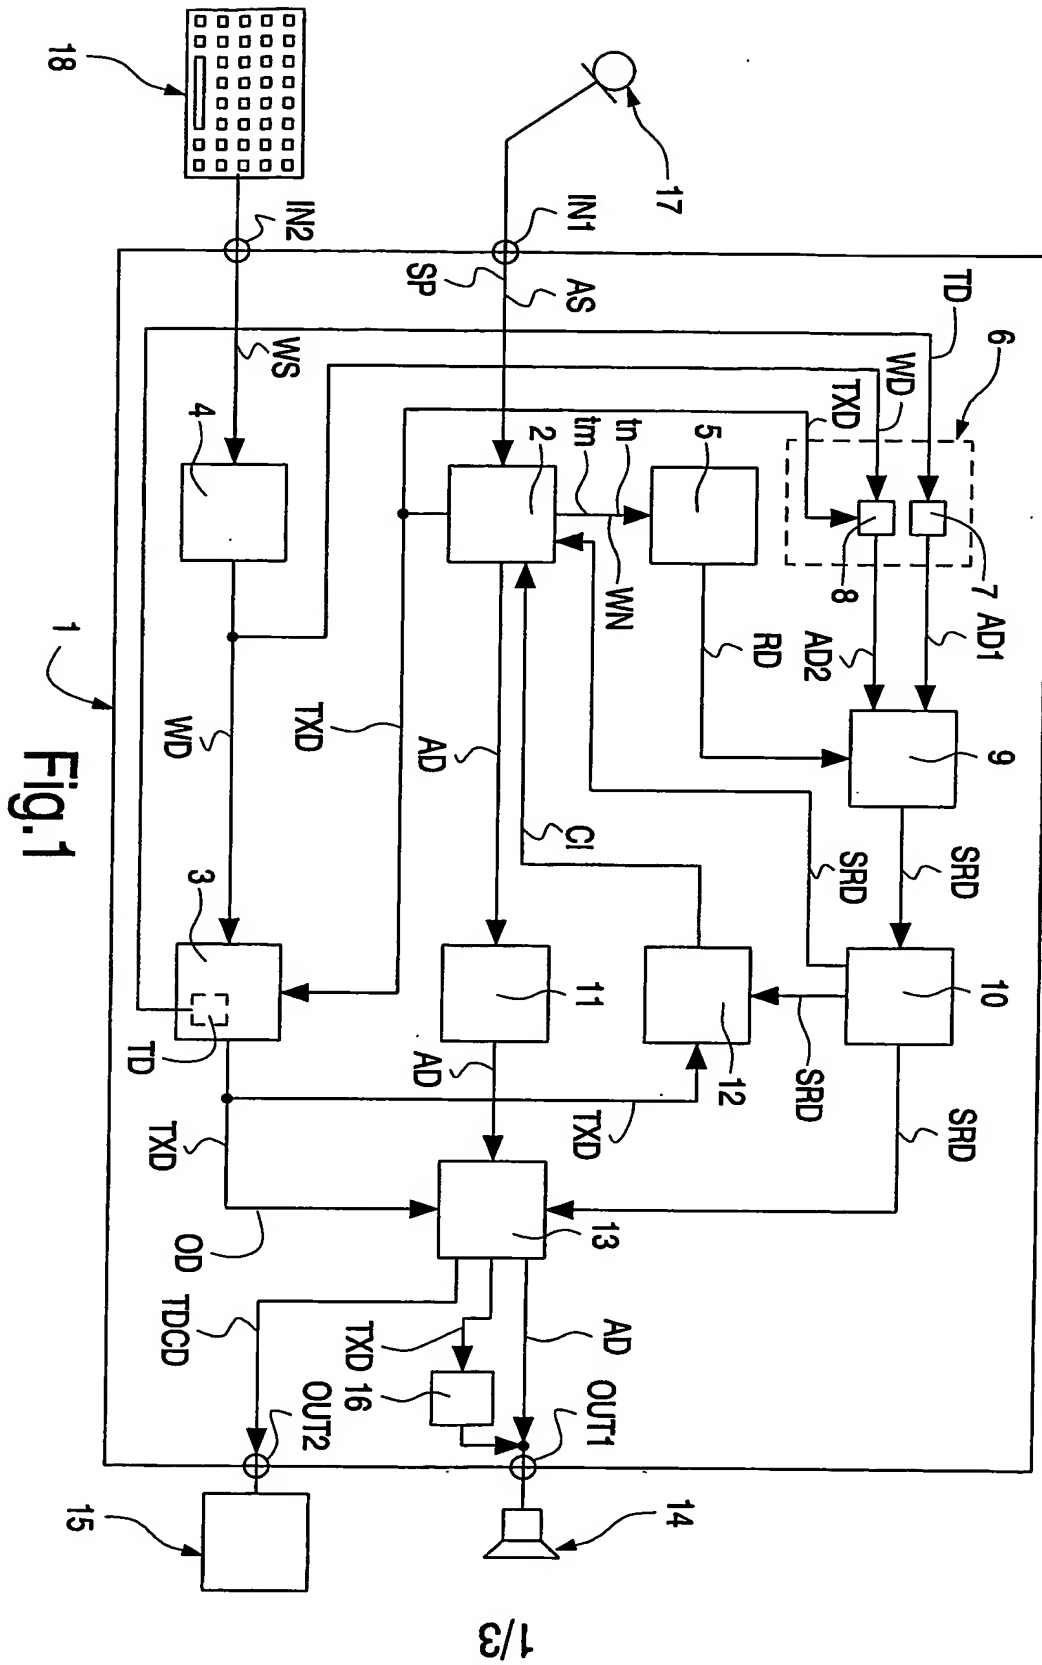 1/3
17
18
IN1
IN2
SP
AS
WS
TD
6
WD
TXD
4
2
tm
tn
5
WN
8
7
AD1
AD2
RD
1
WD
TXD
AD
CI
SRD
9
SRD
3
TD
11
12
SRD
10
AD
TXD
TXD
SRD
OD
13
TDCD
TXD
16
AD
OUT2
OUT1
15
14
Fig.1